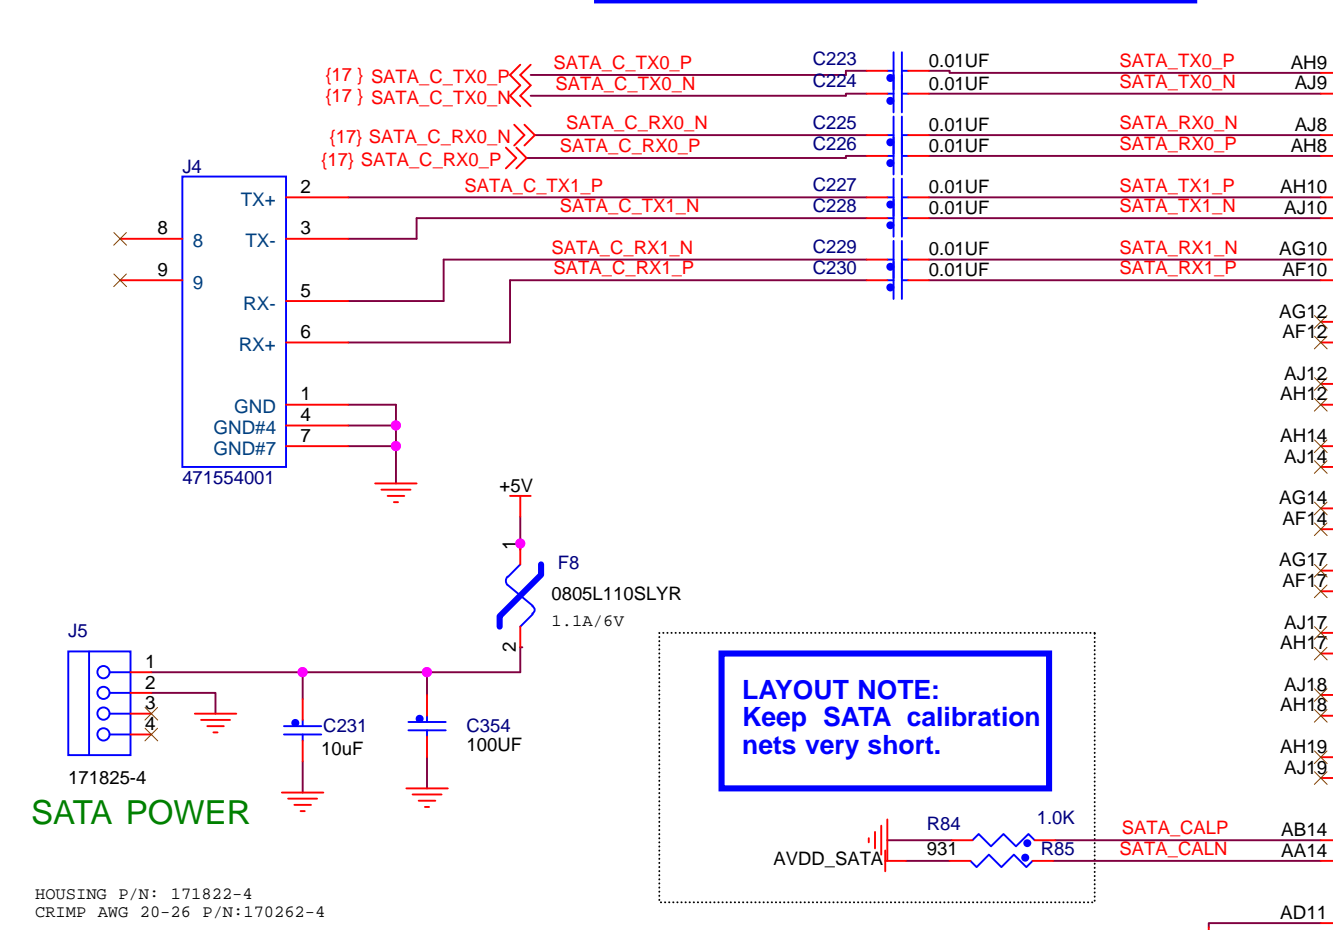 {17 } SATA_C_TX0_P SATA_C_TX0_P C223 0.01UF SATA_TX0_P AH9
{17 } SATA_C_TX0_N SATA_C_TX0_N C224 0.01UF SATA_TX0_N AJ9
{17} SATA_C_RX0_N SATA_C_RX0_N C225 0.01UF SATA_RX0_N AJ8
{17} SATA_C_RX0_P SATA_C_RX0_P C226 0.01UF SATA_RX0_P AH8
J4
TX+ 2 SATA_C_TX1_P C227 0.01UF SATA_TX1_P AH10
SATA_C_TX1_N C228 0.01UF SATA_TX1_N AJ10
8 8 TX- 3
SATA_C_RX1_N C229 0.01UF SATA_RX1_N AG10
9 9 SATA_C_RX1_P C230 0.01UF SATA_RX1_P AF10
RX- 5
RX+ 6
AG12
AF12
AJ12
AH12
GND 1
GND#4 4
GND#7 7
471554001
AH14
AJ14
+5V
AG14
AF14
1
F8
0805L110SLYR
1.1A/6V
2
AG17
AF17
AJ17
AH17
J5
1
2
3
4
171825-4
C231
10uF
C354
100UF
SATA POWER
AJ18
AH18
LAYOUT NOTE:
Keep SATA calibration
nets very short.
AH19
AJ19
R84 1.0K SATA_CALP AB14
AVDD_SATA 931 R85 SATA_CALN AA14
HOUSING P/N: 171822-4
CRIMP AWG 20-26 P/N:170262-4
AD11